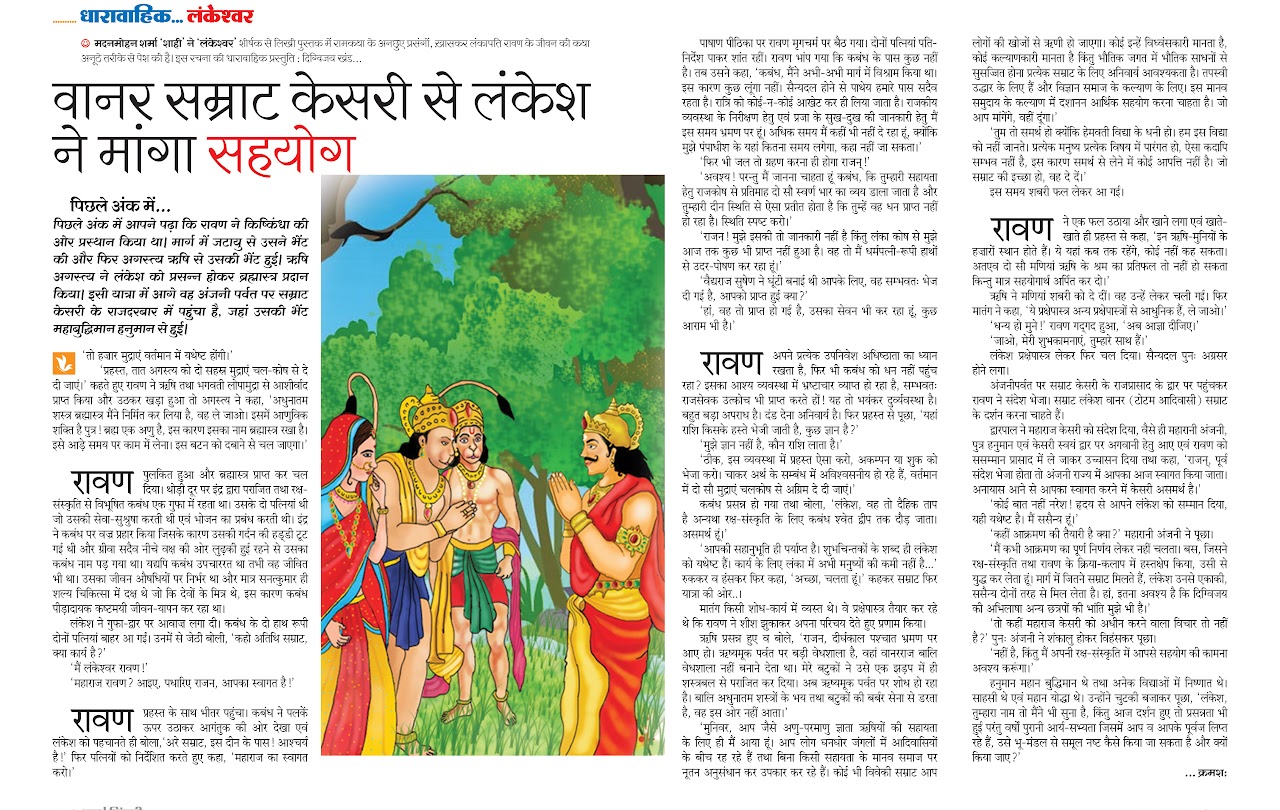 .......... धारावाहिक... लंकेश्वर
मदनमोहन शर्मा 'शाही' ने 'लंकेश्वर' शीर्षक से लिखी पुस्तक में रामकथा के अनछुए प्रसंगों, ख़ासकर लंकापति रावण के जीवन की कथा
अनूठे तरीके से पेश की है। इस रचना की धारावाहिक प्रस्तुति : दिग्विजय खंड...
वानर सम्राट केसरी से लंकेश
ने मांगा सहयोग
पिछले अंक में...
पिछले अंक में आपने पढ़ा कि रावण ने किष्किंधा की
ओर प्रस्थान किया था। मार्ग में जटायु से उसने भेंट
की और फिर अगस्त्य ऋषि से उसकी भेंट हुई। ऋषि
अगस्त्य ने लंकेश को प्रसन्न होकर ब्रह्मास्त्र प्रदान
किया। इसी यात्रा में आगे वह अंजनी पर्वत पर सम्राट
केसरी के राजदरबार में पहुंचा है, जहां उसकी भेंट
महाबुद्धिमान हनुमान से हुई।
'तो हजार मुद्राएं वर्तमान में यथेष्ट होंगी।'
'प्रहस्त, तात अगस्त्य को दो सहस्त्र मुद्राएं चल-कोस से दे
दी जाएं।' कहते हुए रावण ने ऋषि तथा भगवती लोपामुद्रा से आशीर्वाद
प्राप्त किया और उठकर खड़ा हुआ तो अगस्त्य ने कहा, 'अधुनातम
शस्त्र ब्रह्मास्त्र मैंने निर्मित कर लिया है, वह ले जाओ। इसमें आणुविक
शक्ति है पुत्र! ब्रह्म एक अणु है, इस कारण इसका नाम ब्रह्मास्त्र रखा है।
इसे आड़े समय पर काम में लेना। इस बटन को दबाने से चल जाएगा।'
रावण पुलकित हुआ और ब्रह्मास्त्र प्राप्त कर चल
दिया। थोड़ी दूर पर इंद्र द्वारा पराजित तथा रक्ष-
संस्कृति से विभूषित कबंध एक गुफा में रहता था। उसके दो पत्नियां थीं
जो उसकी सेवा-सुश्रुषा करती थी एवं भोजन का प्रबंध करती थी। इंद्र
ने कबंध पर वज्र प्रहार किया जिसके कारण उसकी गर्दन की हड्डी टूट
गई थी और ग्रीवा सदैव नीचे वक्ष की ओर लुढ़की हुई रहने से उसका
कबंध नाम पड़ गया था। यद्यपि कबंध उपचाररत था तभी वह जीवित
भी था। उसका जीवन औषधियों पर निर्भर था और मात्र सनत्कुमार ही
शल्य चिकित्सा में दक्ष थे जो कि देवों के मित्र थे, इस कारण कबंध
पीड़ादायक कष्टमयी जीवन-यापन कर रहा था।
लंकेश ने गुफा-द्वार पर आवाज लगा दी। कबंध के दो हाथ रूपी
दोनों पत्नियां बाहर आ गई। उनमें से जेठी बोली, 'कहो अतिथि सम्राट,
क्या कार्य है?'
'मैं लंकेश्वर रावण!'
'महाराज रावण? आइए, पधारिए राजन, आपका स्वागत है!'
रावण प्रहस्त के साथ भीतर पहुंचा। कबंध ने पलकें
ऊपर उठाकर आगंतुक की ओर देखा एवं
लंकेश को पहचानते ही बोला,'अरे सम्राट, इस दीन के पास! आश्चर्य
है!' फिर पत्नियों को निर्देशित करते हुए कहा, 'महाराज का स्वागत
करो।'
पाषाण पीठिका पर रावण मृगचर्म पर बैठ गया। दोनों पत्नियां पति-
निर्देश पाकर शांत रहीं। रावण भांप गया कि कबंध के पास कुछ नहीं
है। तब उसने कहा, 'कबंध, मैंने अभी-अभी मार्ग में विश्राम किया था।
इस कारण कुछ लूंगा नहीं। सैन्यदल होने से पाथेय हमारे पास सदैव
रहता है। रात्रि को कोई-न-कोई आखेट कर ही लिया जाता है। राजकीय
व्यवस्था के निरीक्षण हेतु एवं प्रजा के सुख-दुख की जानकारी हेतु मैं
इस समय भ्रमण पर हूं। अधिक समय मैं कहीं भी नहीं दे रहा हूं, क्योंकि
मुझे पंपाधीश के यहां कितना समय लगेगा, कहा नहीं जा सकता।'
'फिर भी जल तो ग्रहण करना ही होगा राजन्!'
'अवश्य! परन्तु मैं जानना चाहता हूं कबंध, कि तुम्हारी सहायता
हेतु राजकोष से प्रतिमाह दो सौ स्वर्ण भार का व्यय डाला जाता है और
तुम्हारी दीन स्थिति से ऐसा प्रतीत होता है कि तुम्हें वह धन प्राप्त नहीं
हो रहा है। स्थिति स्पष्ट करो।'
'राजन! मुझे इसकी तो जानकारी नहीं है किंतु लंका कोष से मुझे
आज तक कुछ भी प्राप्त नहीं हुआ है। वह तो मैं धर्मपत्नी-रूपी हाथों
से उदर-पोषण कर रहा हूं।'
'वैद्यराज सुषेण ने घूंटी बनाई थी आपके लिए, वह सम्भवतः भेज
दी गई है, आपको प्राप्त हुई क्या?'
'हां, वह तो प्राप्त हो गई है, उसका सेवन भी कर रहा हूं, कुछ
आराम भी है।'
रावण अपने प्रत्येक उपनिवेश अधिष्ठाता का ध्यान
रखता है, फिर भी कबंध को धन नहीं पहुंच
रहा? इसका आश्य व्यवस्था में भ्रष्टाचार व्याप्त हो रहा है, सम्भवतः
राजसेवक उत्कोच भी प्राप्त करते हों! यह तो भयंकर दुर्व्यवस्था है।
बहुत बड़ा अपराध है। दंड देना अनिवार्य है। फिर प्रहस्त से पूछा, 'यहां
राशि किसके हस्ते भेजी जाती है, कुछ ज्ञान है?'
'मुझे ज्ञान नहीं है, कौन राशि लाता है।'
'ठीक, इस व्यवस्था में प्रहस्त ऐसा करो, अकम्पन या शुक को
भेजा करो। चाकर अर्थ के सम्बंध में अविश्वसनीय हो रहे हैं, वर्तमान
में दो सौ मुद्राएं चलकोस से अग्रिम दे दी जाएं।'
कबंध प्रसन्न हो गया तथा बोला, 'लंकेश, वह तो दैहिक ताप
है अन्यथा रक्ष-संस्कृति के लिए कबंध श्वेत द्वीप तक दौड़ जाता।
असमर्थ हूं।'
'आपकी सहानुभूति ही पर्याप्त है। शुभचिन्तकों के शब्द ही लंकेश
को यथेष्ट हैं। कार्य के लिए लंका में अभी मनुष्यों की कमी नहीं है...'
रुककर व हंसकर फिर कहा, 'अच्छा, चलता हूं।' कहकर सम्राट फिर
यात्रा की ओर..।
मातंग किसी शोध-कार्य में व्यस्त थे। वे प्रक्षेपास्त्र तैयार कर रहे
थे कि रावण ने शीश झुकाकर अपना परिचय देते हुए प्रणाम किया।
ऋषि प्रसन्न हुए व बोले, 'राजन, दीर्घकाल पश्चात भ्रमण पर
आए हो। ऋष्यमूक पर्वत पर बड़ी वेधशाला है, वहां वानरराज बालि
वेधशाला नहीं बनाने देता था। मेरे बटुकों ने उसे एक झड़प में ही
शस्त्रबल से पराजित कर दिया। अब ऋष्यमूक पर्वत पर शोध हो रहा
है। बालि अधुनातम शस्त्रों के भय तथा बटुकों की बर्बर सेना से डरता
है, वह इस ओर नहीं आता।'
'मुनिवर, आप जैसे अणु-परमाणु ज्ञाता ऋषियों की सहायता
के लिए ही मैं आया हूं। आप लोग घनघोर जंगलों में आदिवासियों
के बीच रह रहे हैं तथा बिना किसी सहायता के मानव समाज पर
नूतन अनुसंधान कर उपकार कर रहे हैं। कोई भी विवेकी सम्राट आप
लोगों की खोजों से ऋणी हो जाएगा। कोई इन्हें विध्वंसकारी मानता है,
कोई कल्याणकारी मानता है किंतु भौतिक जगत में भौतिक साधनों से
सुसज्जित होना प्रत्येक सम्राट के लिए अनिवार्य आवश्यकता है। तपस्वी
उद्धार के लिए हैं और विज्ञान समाज के कल्याण के लिए। इस मानव
समुदाय के कल्याण में दशानन आर्थिक सहयोग करना चाहता है। जो
आप मांगेंगे, वहीं दूंगा।'
'तुम तो समर्थ हो क्योंकि हेमवती विद्या के धनी हो। हम इस विद्या
को नहीं जानते। प्रत्येक मनुष्य प्रत्येक विषय में पारंगत हो, ऐसा कदापि
सम्भव नहीं है, इस कारण समर्थ से लेने में कोई आपत्ति नहीं है। जो
सम्राट की इच्छा हो, वह दे दें।'
इस समय शबरी फल लेकर आ गई।
रावण ने एक फल उठाया और खाने लगा एवं खाते-
खाते ही प्रहस्त से कहा, 'इन ऋषि-मुनियों के
हजारों स्थान होते हैं। ये यहां कब तक रहेंगे, कोई नहीं कह सकता।
अतएव दो सौ मणियां ऋषि के श्रम का प्रतिफल तो नहीं हो सकता
किन्तु मात्र सहयोगार्थ अर्पित कर दो।'
ऋषि ने मणियां शबरी को दे दीं। वह उन्हें लेकर चली गई। फिर
मातंग ने कहा, 'ये प्रक्षेपास्त्र अन्य प्रक्षेपास्त्रों से आधुनिक हैं, ले जाओ।'
'धन्य हो मुने!' रावण गद्‌गद हुआ, 'अब आज्ञा दीजिए।'
'जाओ, मेरी शुभकामनाएं, तुम्हारे साथ हैं।'
लंकेश प्रक्षेपास्त्र लेकर फिर चल दिया। सैन्यदल पुनः अग्रसर
होने लगा।
अंजनीपर्वत पर सम्राट केसरी के राजप्रासाद के द्वार पर पहुंचकर
रावण ने संदेश भेजा। सम्राट लंकेश वानर (टोटम आदिवासी) सम्राट
के दर्शन करना चाहते हैं।
द्वारपाल ने महाराज केसरी को संदेश दिया, वैसे ही महारानी अंजनी,
पुत्र हनुमान एवं केसरी स्वयं द्वार पर अगवानी हेतु आए एवं रावण को
ससम्मान प्रासाद में ले जाकर उच्चासन दिया तथा कहा, 'राजन्, पूर्व
संदेश भेजा होता तो अंजनी राज्य में आपका आज स्वागत किया जाता।
अनायास आने से आपका स्वागत करने में केसरी असमर्थ है।'
'कोई बात नहीं नरेश! हृदय से आपने लंकेश को सम्मान दिया,
यही यथेष्ट है। मैं ससैन्य हूं।'
'कहीं आक्रमण की तैयारी है क्या?' महारानी अंजनी ने पूछा।
'मैं कभी आक्रमण का पूर्ण निर्णय लेकर नहीं चलता। बस, जिसने
रक्ष-संस्कृति तथा रावण के क्रिया-कलाप में हस्तक्षेप किया, उसी से
युद्ध कर लेता हूं। मार्ग में जितने सम्राट मिलते हैं, लंकेश उनसे एकाकी,
ससैन्य दोनों तरह से मिल लेता है। हां, इतना अवश्य है कि दिग्विजय
की अभिलाषा अन्य छत्रपों की भांति मुझे भी है।'
'तो कहीं महाराज केसरी को अधीन करने वाला विचार तो नहीं
है?' पुनः अंजनी ने शंकालु होकर विहंसकर पूछा।
'नहीं है, किंतु मैं अपनी रक्ष-संस्कृति में आपसे सहयोग की कामना
अवश्य करूंगा।'
हनुमान महान बुद्धिमान थे तथा अनेक विद्याओं में निष्णात थे।
साहसी थे एवं महान योद्धा थे। उन्होंने चुटकी बजाकर पूछा, 'लंकेश,
तुम्हारा नाम तो मैंने भी सुना है, किंतु आज दर्शन हुए तो प्रसन्नता भी
हुई परंतु वर्षों पुरानी आर्य-सभ्यता जिसमें आप व आपके पूर्वज लिप्त
रहे हैं, उसे भू-मंडल से समूल नष्ट कैसे किया जा सकता है और क्यों
किया जाए?'
...क्रमशः